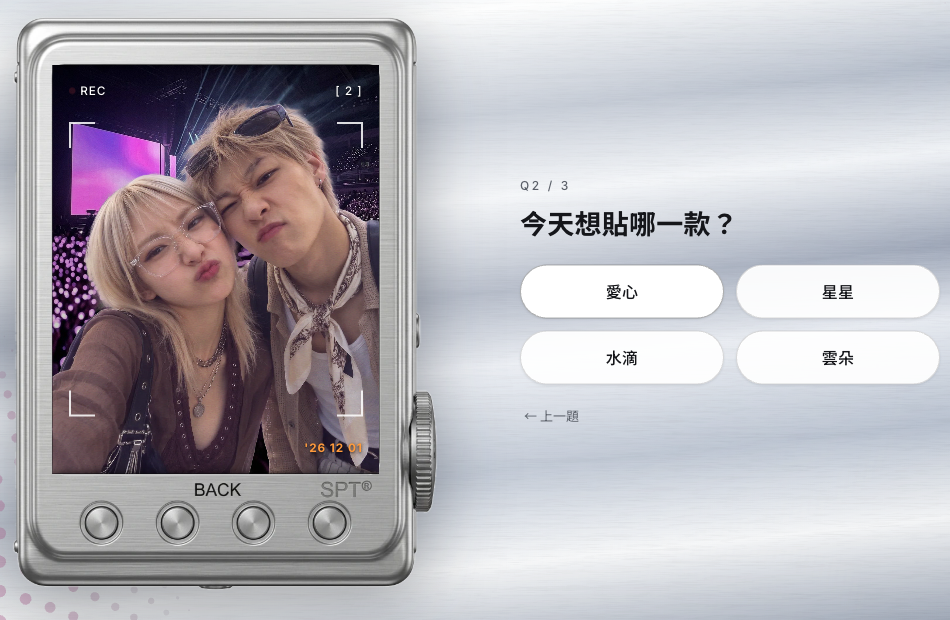 REC
[ 2 ]
'26 12 01
BACK
SPT®
Q2 / 3
今天想貼哪一款？
愛心
星星
水滴
雲朵
← 上一題